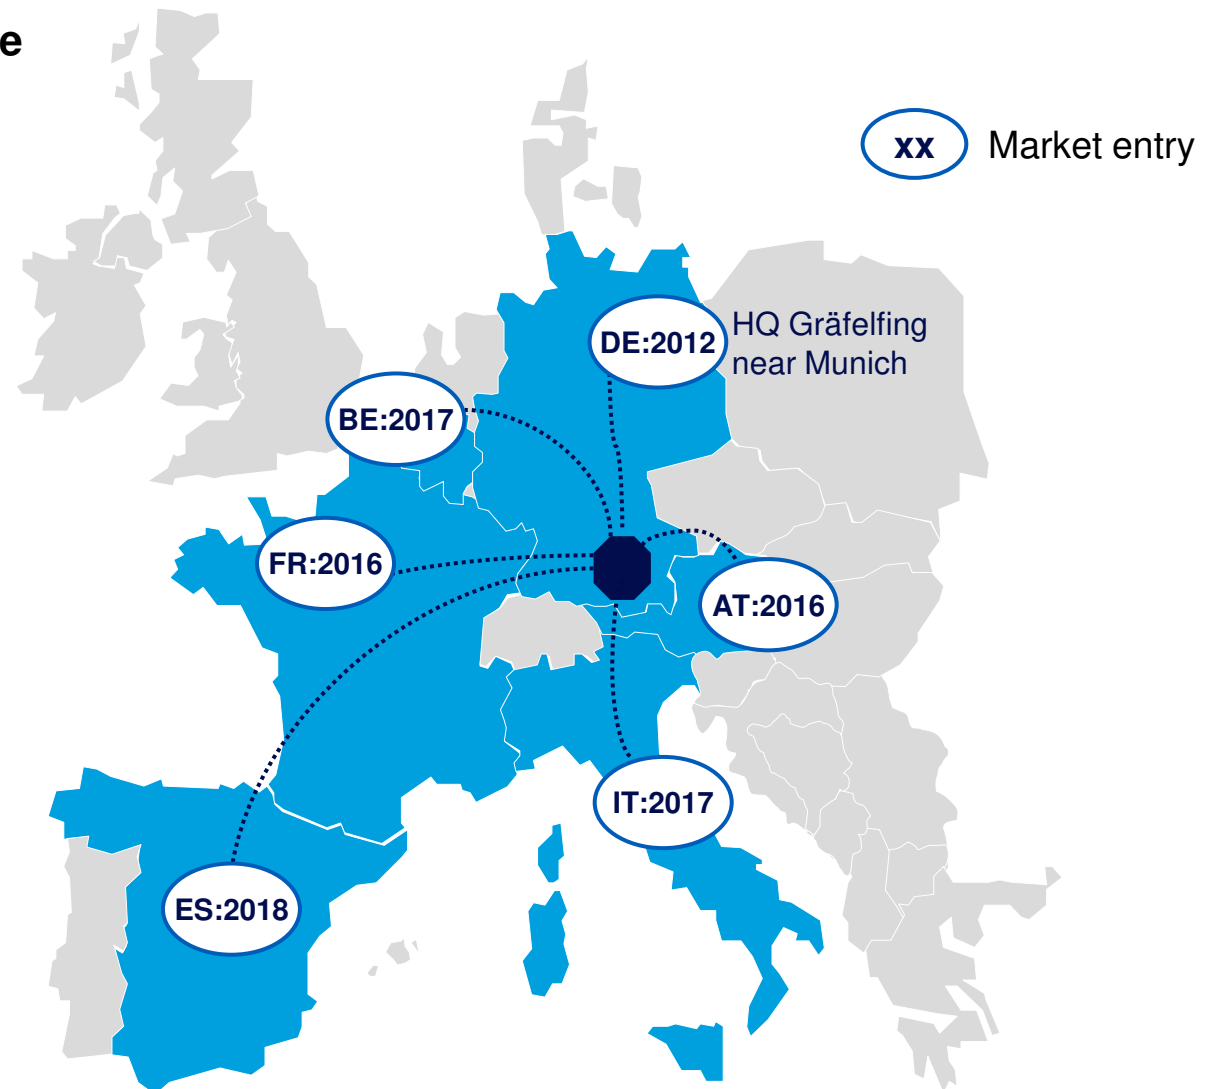 e
xx Market entry
DE:2012
HQ Gräfelfing
near Munich
BE:2017
FR:2016
AT:2016
IT:2017
ES:2018